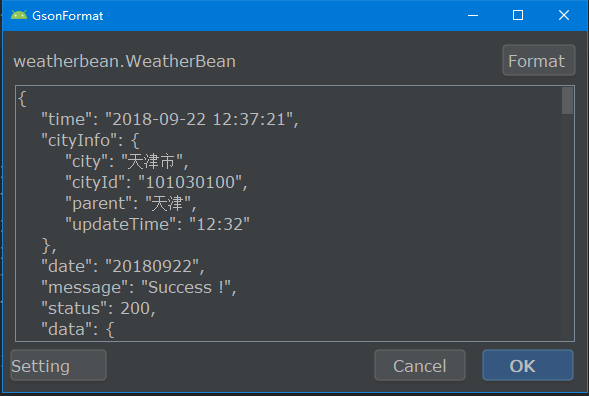 GsonFormat
weatherbean.WeatherBean
Format
{
"time": "2018-09-22 12:37:21",
"cityInfo": {
"city": "天津市",
"cityId": "101030100",
"parent": "天津",
"updateTime": "12:32"
},
"date": "20180922",
"message": "Success !",
"status": 200,
"data": {
Setting
Cancel
OK